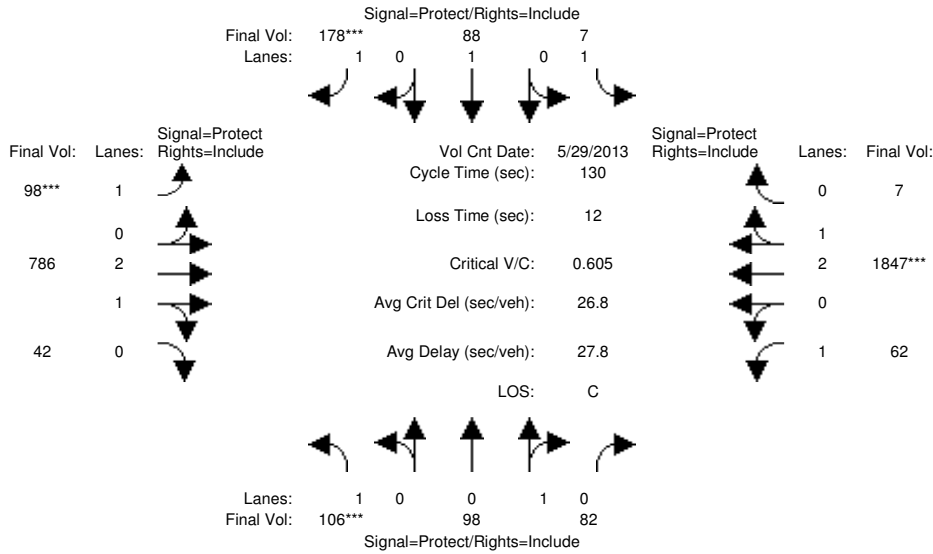 Signal=Protect/Rights=Include
Final Vol: 178*** 88 7
Lanes: 1 0 1 0 1
Signal=Protect
Final Vol: Lanes: Rights=Include
Vol Cnt Date: 5/29/2013
Signal=Protect
Rights=Include Lanes: Final Vol:
Cycle Time (sec): 130
98*** 1
0 7
Loss Time (sec): 12
0
1
786 2
Critical V/C: 0.605
2 1847***
1
Avg Crit Del (sec/veh): 26.8
0
42 0
Avg Delay (sec/veh): 27.8
1 62
LOS: C
Lanes: 1 0 0 1 0
Final Vol: 106*** 98 82
Signal=Protect/Rights=Include